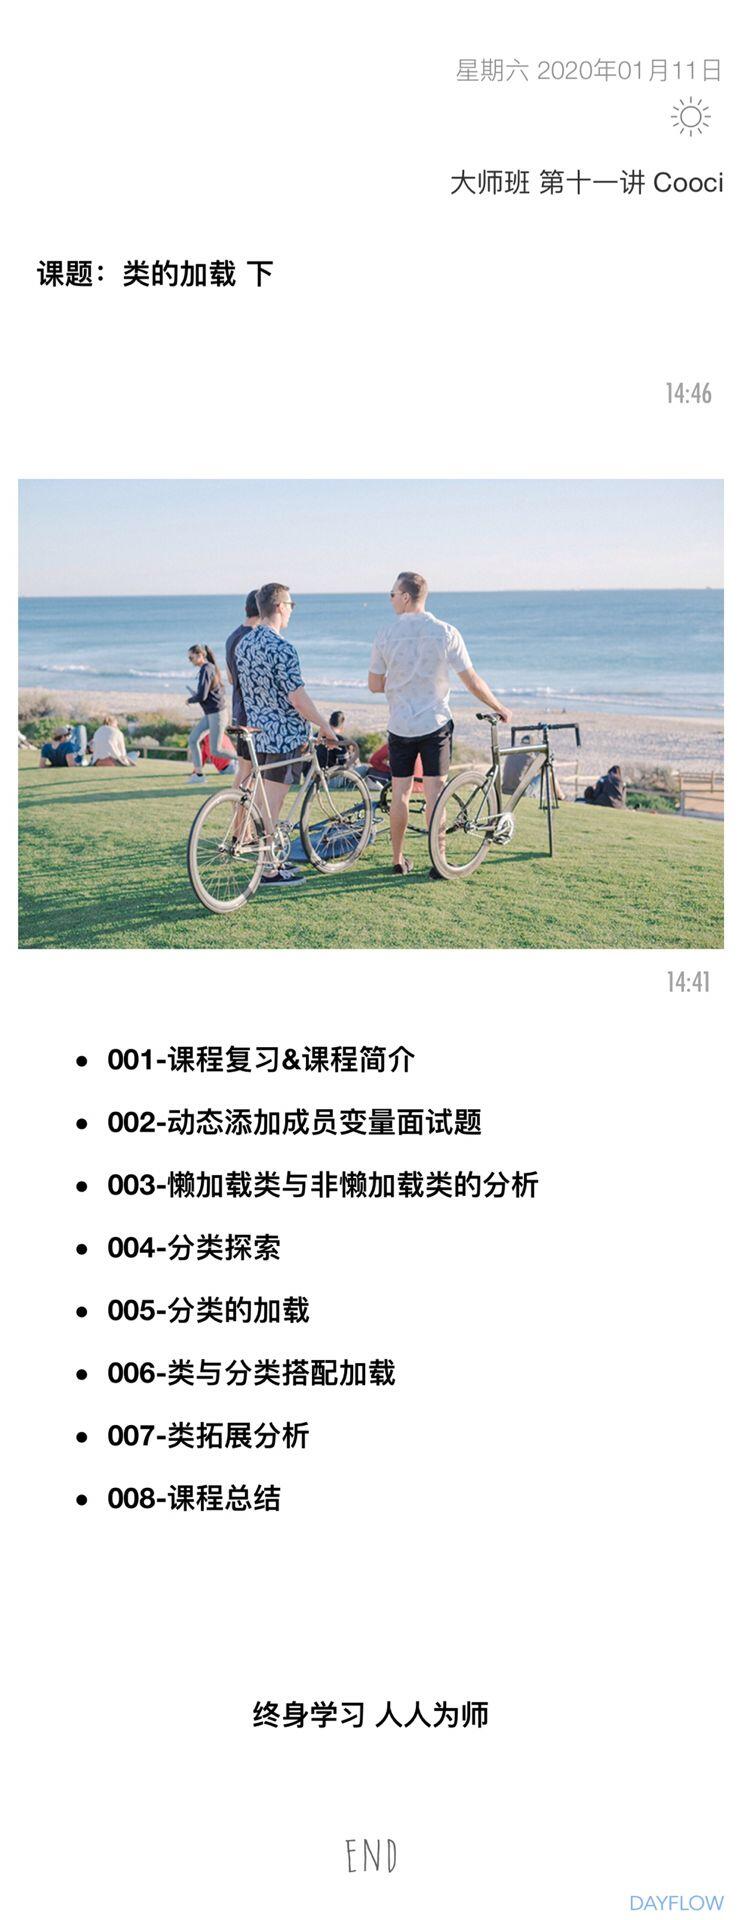 星期六 2020年01月11日
大师班 第十一讲 Cooci
课题：类的加载 下
14:46
14:41
001-课程复习&课程简介
002-动态添加成员变量面试题
003-懒加载类与非懒加载类的分析
004-分类探索
005-分类的加载
006-类与分类搭配加载
007-类拓展分析
008-课程总结
终身学习 人人为师
END
DAYFLOW